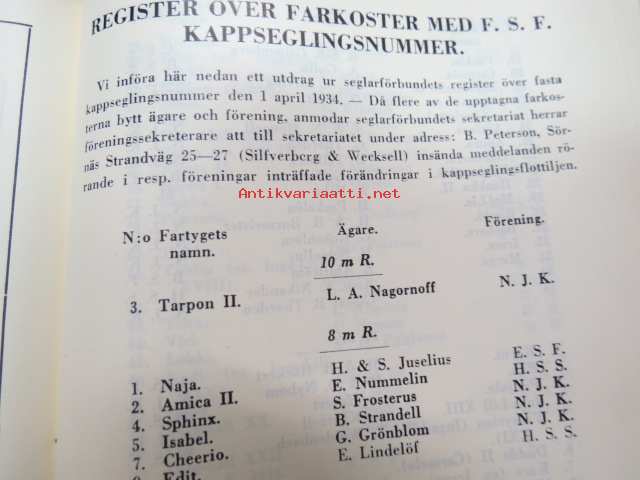 REGISTER ÖVER FARKOSTER MED F. S. F.
KAPPSEGLINGSNUMMER.
Vi införa här nedan ett utdrag ur seglarförbundets register över fasta
kappseglingsnummer den 1 april 1934. — Då flere av de upptagna farkos-
terna bytt ägare och förening, anmodar seglarförbundets sekretariat herrar
föreningssekreterare att till sekretariatet under adress: B. Peterson, Sör-
näs Strandväg 25—27 (Silfverberg & Wecksell) insända meddelanden rö-
rande i resp. föreningar inträffade förändringar i kappseglingsflottiljen.
Antikvariaatti.net
N:o Fartygets namn. Ägare. Förening.
10 m R.
3. Tarpon II. L. A. Nagornoff N. J. K.
8 m R.
1. Naja. H. & S. Juselius E. S. F.
2. Amica II. E. Nummelin H. S. S.
4. Sphinx. S. Frosterus N. J. K.
5. Isabel. B. Strandell N. J. K.
7. Cheerio. G. Grönblom N. J. K.
Edit. E. Lindelöf H. S. S.